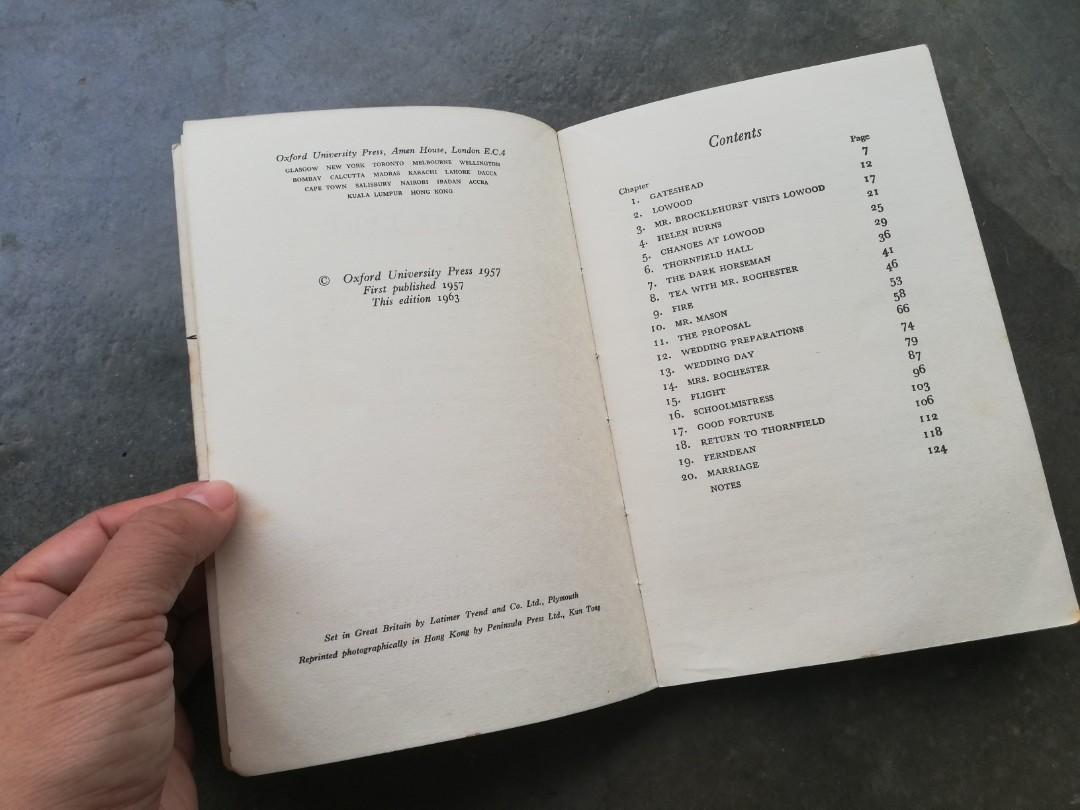 Oxford University Press, Amen House, London E.C.4
GLASGOW NEW YORK TORONTO MELBOURNE WELLINGTON
BOMBAY CALCUTTA MADRAS KARACHI LAHORE DACCA
CAPE TOWN SALISBURY NAIROBI IBADAN ACCRA
KUALA LUMPUR HONG KONG
© Oxford University Press 1957
First published 1957
This edition 1963
Set in Great Britain by Latimer Trend and Co. Ltd., Plymouth
Reprinted photographically in Hong Kong by Peninsula Press Ltd., Kun Tong
Contents
Chapter Page
1. GATESHEAD 7
2. LOWOOD 12
3. MR. BROCKLEHURST VISITS LOWOOD 17
4. HELEN BURNS 21
5. CHANGES AT LOWOOD 25
6. THORNFIELD HALL 29
7. THE DARK HORSEMAN 36
8. TEA WITH MR. ROCHESTER 41
9. FIRE 46
10. MR. MASON 53
11. THE PROPOSAL 58
12. WEDDING PREPARATIONS 66
13. WEDDING DAY 74
14. MRS. ROCHESTER 79
15. FLIGHT 87
16. SCHOOLMISTRESS 96
17. GOOD FORTUNE 103
18. RETURN TO THORNFIELD 106
19. FERNDEAN 112
20. MARRIAGE 118
NOTES 124